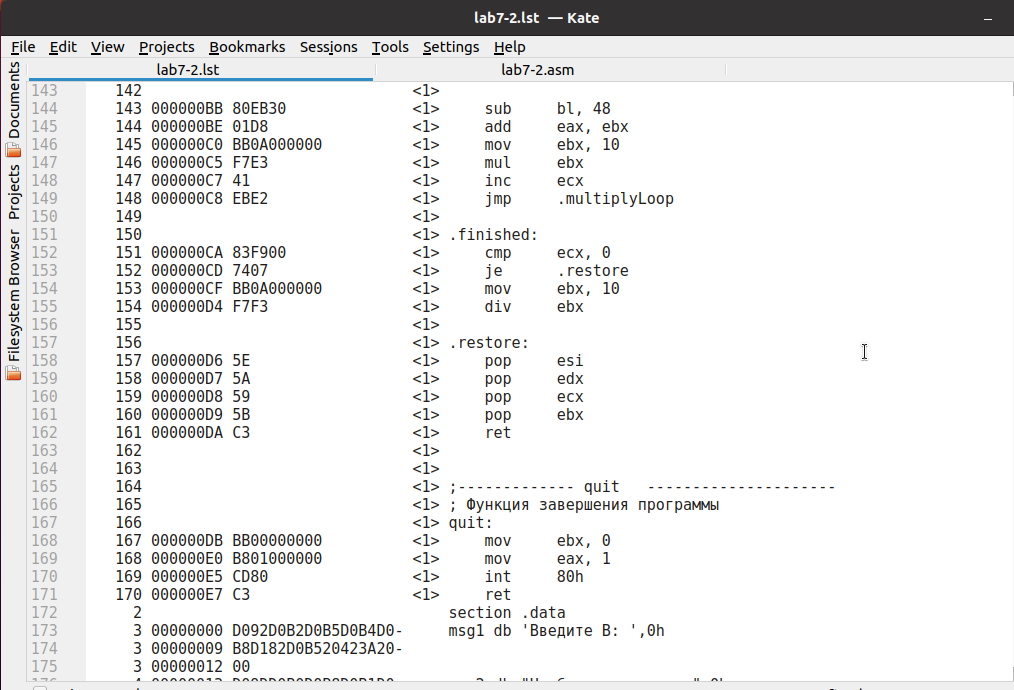 lab7-2.lst — Kate
File Edit View Projects Bookmarks Sessions Tools Settings Help
lab7-2.lst lab7-2.asm
Documents
Projects
Filesystem Browser
143 142 <1>
144 143 000000BB 80EB30 <1> sub bl, 48
145 144 000000BE 01D8 <1> add eax, ebx
146 145 000000C0 BB0A000000 <1> mov ebx, 10
147 146 000000C5 F7E3 <1> mul ebx
148 147 000000C7 41 <1> inc ecx
149 148 000000C8 EBE2 <1> jmp .multiplyLoop
150 149 <1>
151 150 <1> .finished:
152 151 000000CA 83F900 <1> cmp ecx, 0
153 152 000000CD 7407 <1> je .restore
154 153 000000CF BB0A000000 <1> mov ebx, 10
155 154 000000D4 F7F3 <1> div ebx
156 155 <1>
157 156 <1> .restore:
158 157 000000D6 5E <1> pop esi
159 158 000000D7 5A <1> pop edx
160 159 000000D8 59 <1> pop ecx
161 160 000000D9 5B <1> pop ebx
162 161 000000DA C3 <1> ret
163 162 <1>
164 163 <1>
165 164 <1> ;------------- quit ---------------------
166 165 <1> ; Функция завершения программы
167 166 <1> quit:
168 167 000000DB BB00000000 <1> mov ebx, 0
169 168 000000E0 B801000000 <1> mov eax, 1
170 169 000000E5 CD80 <1> int 80h
171 170 000000E7 C3 <1> ret
172 2 section .data
173 3 00000000 D092D0B2D0B5D0B4D0- msg1 db 'Введите B: ',0h
174 3 00000009 B8D182D0B520423A20-
175 3 00000012 00